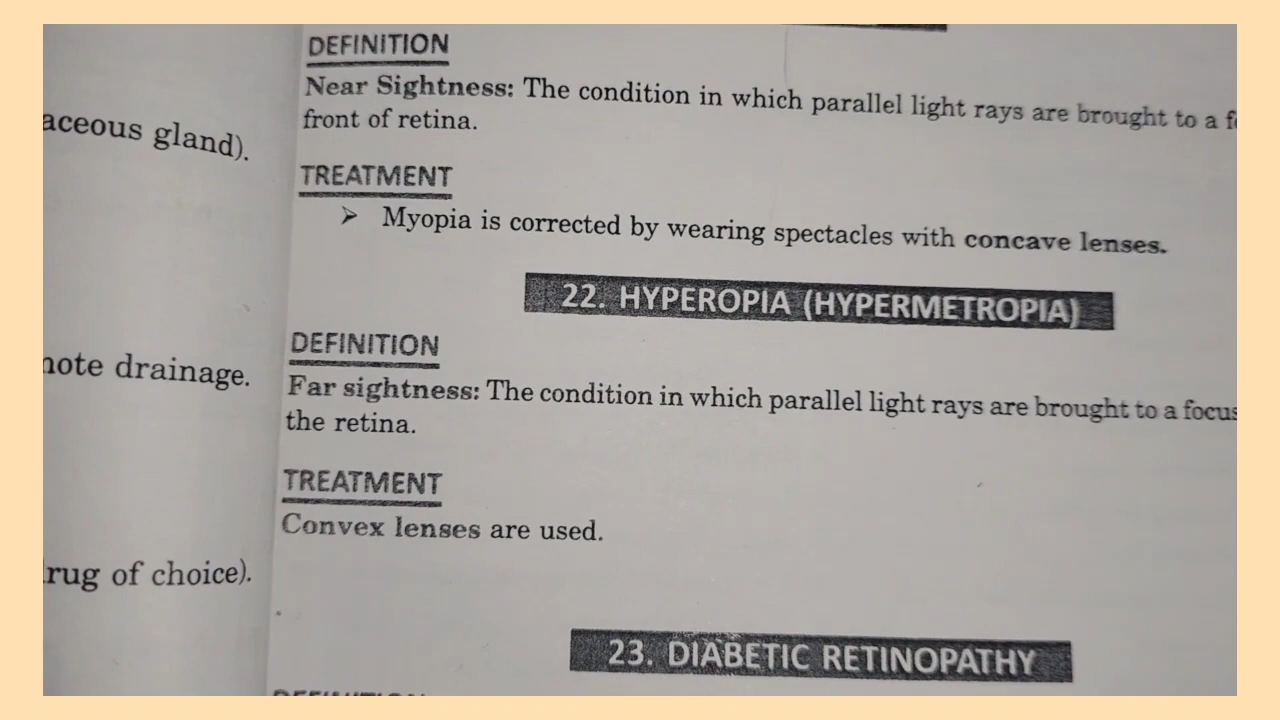 aceous gland).
note drainage.
rug of choice).
DEFINITION
Near Sightness: The condition in which parallel light rays are brought to a
front of retina.
TREATMENT
➢ Myopia is corrected by wearing spectacles with concave lenses.
22. HYPEROPIA (HYPERMETROPIA)
DEFINITION
Far sightness: The condition in which parallel light rays are brought to a focus
the retina.
TREATMENT
Convex lenses are used.
23. DIABETIC RETINOPATHY